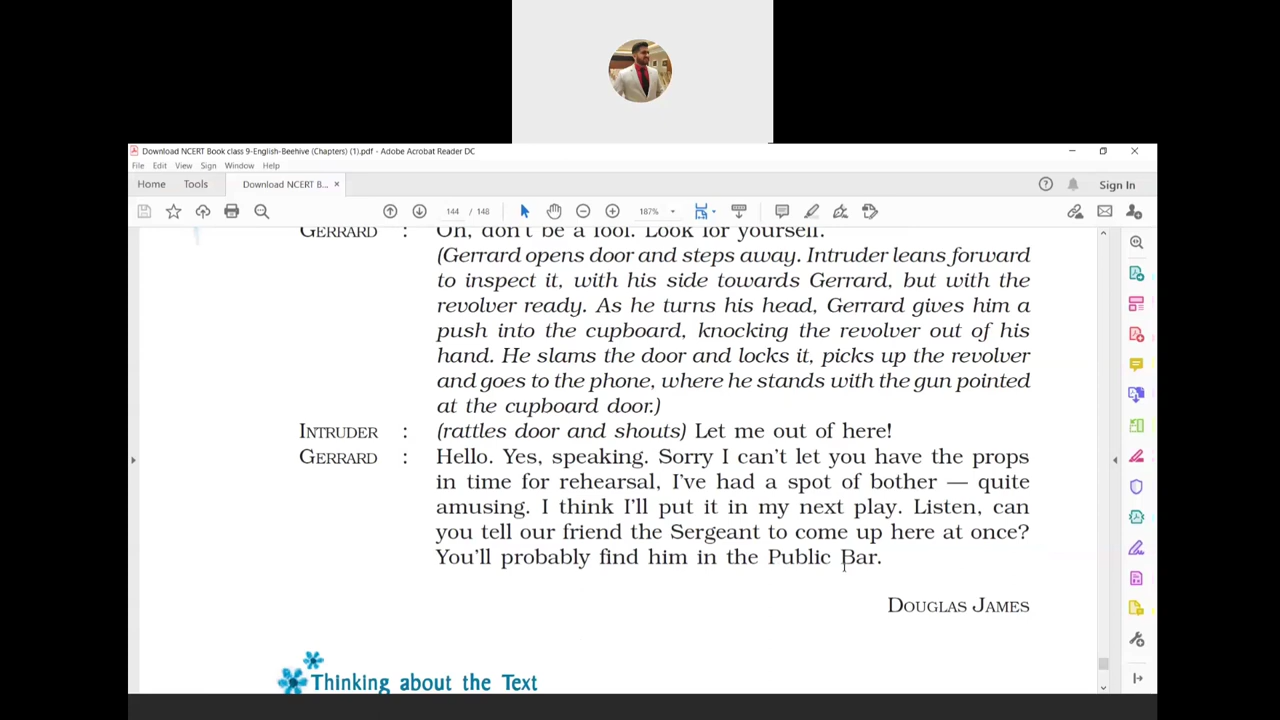 Download NCERT Book class 9-English-Beehive (Chapters) (1).pdf - Adobe Acrobat Reader DC
File Edit View Sign Window Help
Home Tools Download NCERT B... × Sign In
144 / 148 187%
GERRARD : Oh, don't be a fool. Look for yourself.
(Gerrard opens door and steps away. Intruder leans forward
to inspect it, with his side towards Gerrard, but with the
revolver ready. As he turns his head, Gerrard gives him a
push into the cupboard, knocking the revolver out of his
hand. He slams the door and locks it, picks up the revolver
and goes to the phone, where he stands with the gun pointed
at the cupboard door.)
INTRUDER : (rattles door and shouts) Let me out of here!
GERRARD : Hello. Yes, speaking. Sorry I can't let you have the props
in time for rehearsal, I've had a spot of bother — quite
amusing. I think I'll put it in my next play. Listen, can
you tell our friend the Sergeant to come up here at once?
You'll probably find him in the Public Bar.
DOUGLAS JAMES
Thinking about the Text